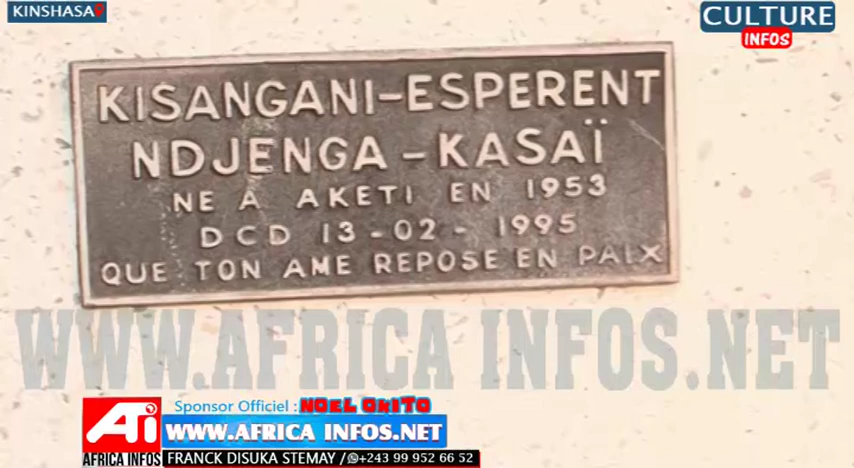 KINSHASA
CULTURE
INFOS
KISANGANI-ESPERENT
NDJENGA - KASAÏ
NE A AKETI EN 1953
DCD 13-02- 1995
QUE TON AME REPOSE EN PAIX
WWW.AFRICA INFOS.NET
Sponsor Officiel : NOEL OKITO
Ai
WWW.AFRICA INFOS.NET
AFRICA INFOS
FRANCK DISUKA STEMAY / +243 99 952 66 52